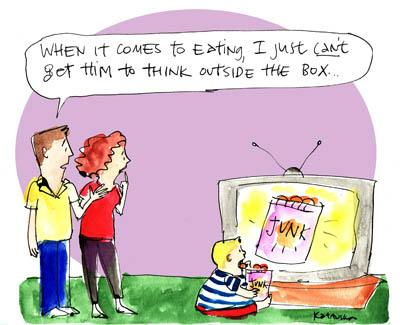 WHEN IT COMES TO EATING, I JUST CAN'T
GET HIM TO THINK OUTSIDE THE BOX...
JUNK
JUNK